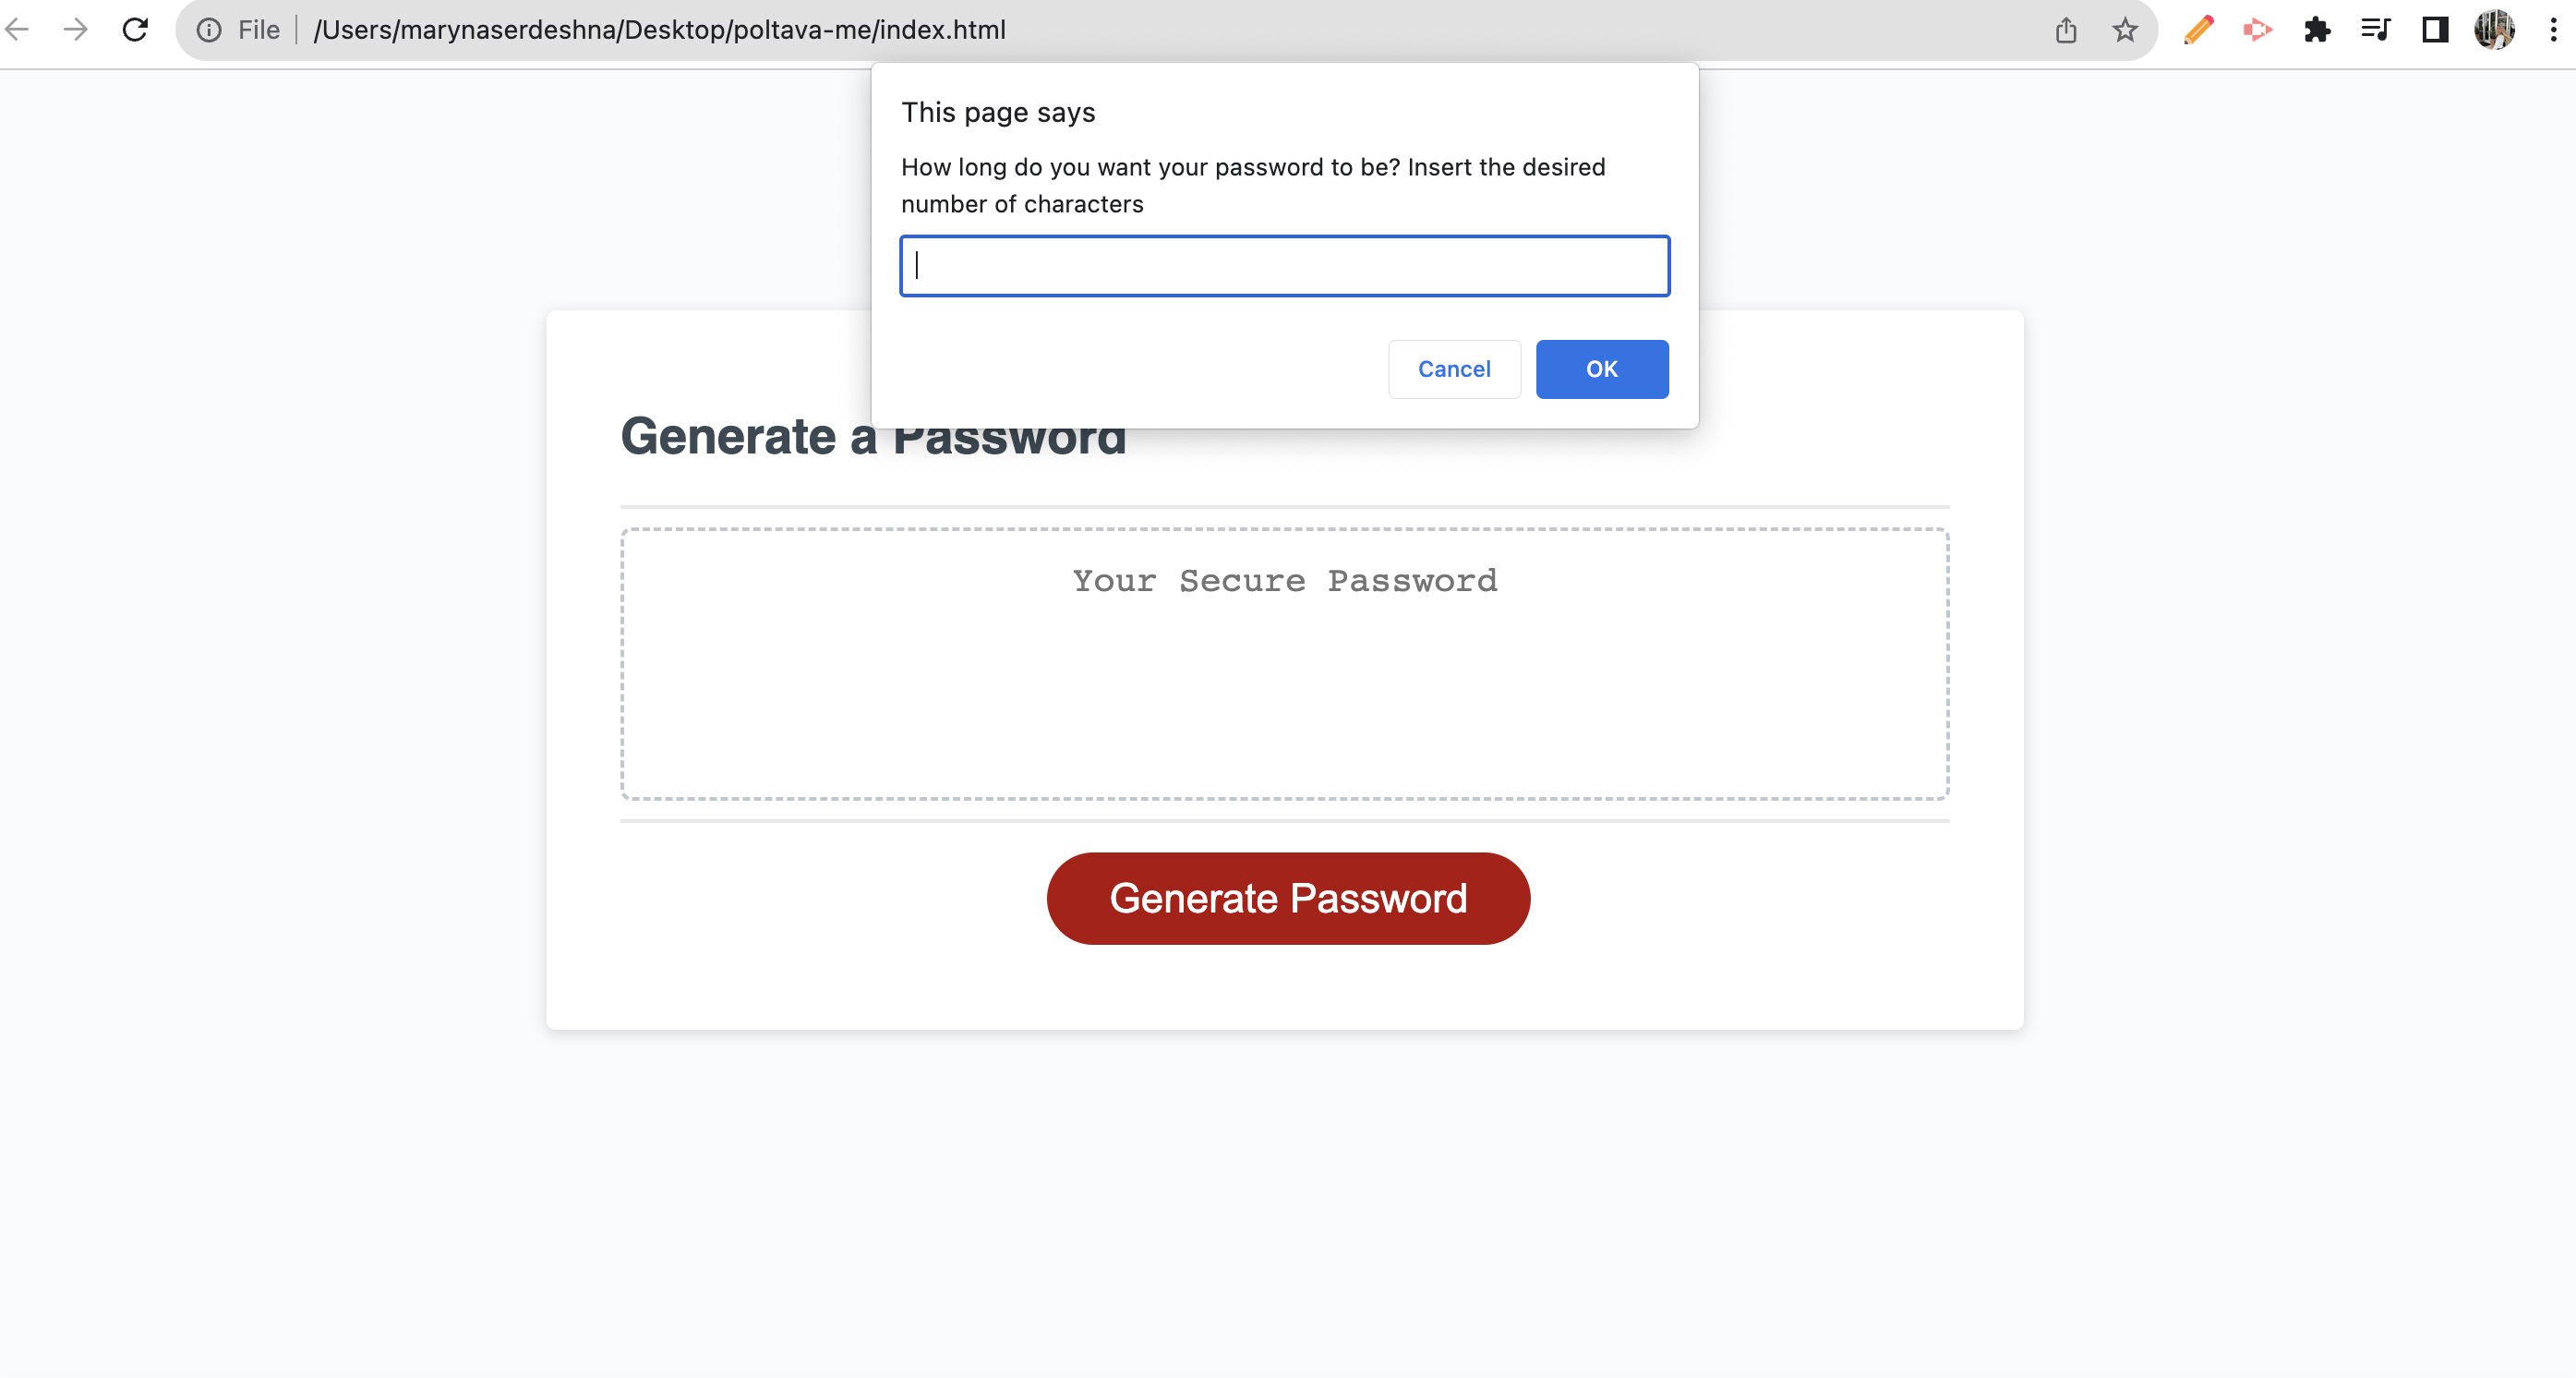 File
/Users/marynaserdeshna/Desktop/poltava-me/index.html
This page says
How long do you want your password to be? Insert the desired
number of characters
Cancel
OK
Generate a Password
Your Secure Password
Generate Password